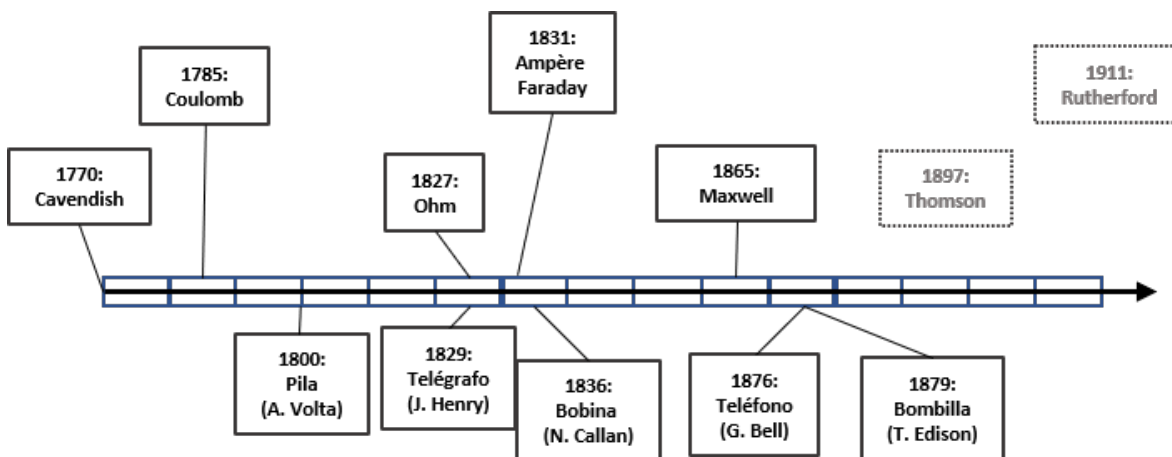 1770:
Cavendish
1785:
Coulomb
1827:
Ohm
1831:
Ampère
Faraday
1865:
Maxwell
1897:
Thomson
1911:
Rutherford
1800:
Pila
(A. Volta)
1829:
Telégrafo
(J. Henry)
1836:
Bobina
(N. Callan)
1876:
Teléfono
(G. Bell)
1879:
Bombilla
(T. Edison)